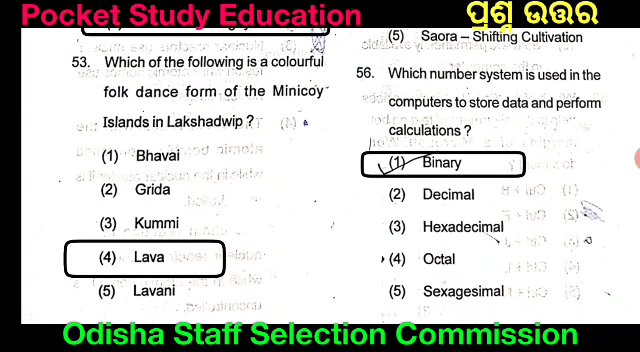 Pocket Study Education
ପ୍ରଶ୍ନ ଉତ୍ତର
53. Which of the following is a colourful
folk dance form of the Minicoy
Islands in Lakshadwip ?
(1) Bhavai
(2) Grida
(3) Kummi
(4) Lava
(5) Lavani
(5) Saora – Shifting Cultivation
56. Which number system is used in the
computers to store data and perform
calculations ?
(1) Binary
(2) Decimal
(3) Hexadecimal
(4) Octal
(5) Sexagesimal
Odisha Staff Selection Commission